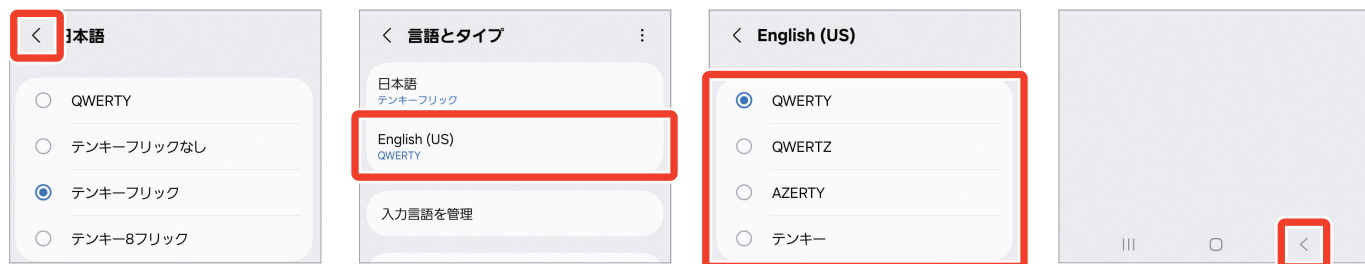 日本語
QWERTY
テンキーフリックなし
テンキーフリック
テンキー8フリック
言語とタイプ
日本語
テンキーフリック
English (US)
QWERTY
入力言語を管理
English (US)
QWERTY
QWERTZ
AZERTY
テンキー